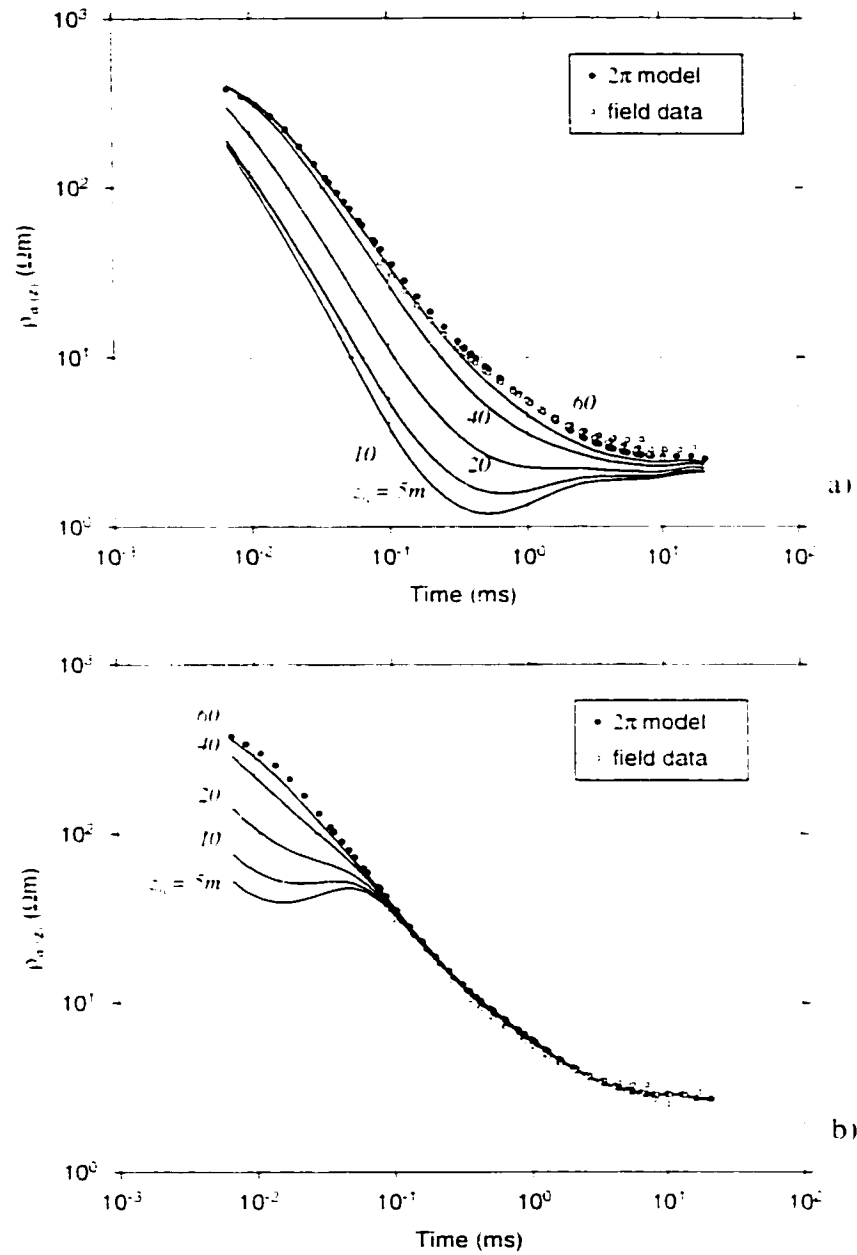 10³
2π model
field data
10²
ρa(z) (Ωm)
10¹
60
40
10
20
= 5m
10⁰
10⁻³ 10⁻² 10⁻¹ 10⁰ 10¹ 10²
Time (ms)
a)
10³
60
2π model
40
field data
20
10²
10
= 5m
ρa(z) (Ωm)
10¹
b)
10⁰
10⁻³ 10⁻² 10⁻¹ 10⁰ 10¹ 10²
Time (ms)